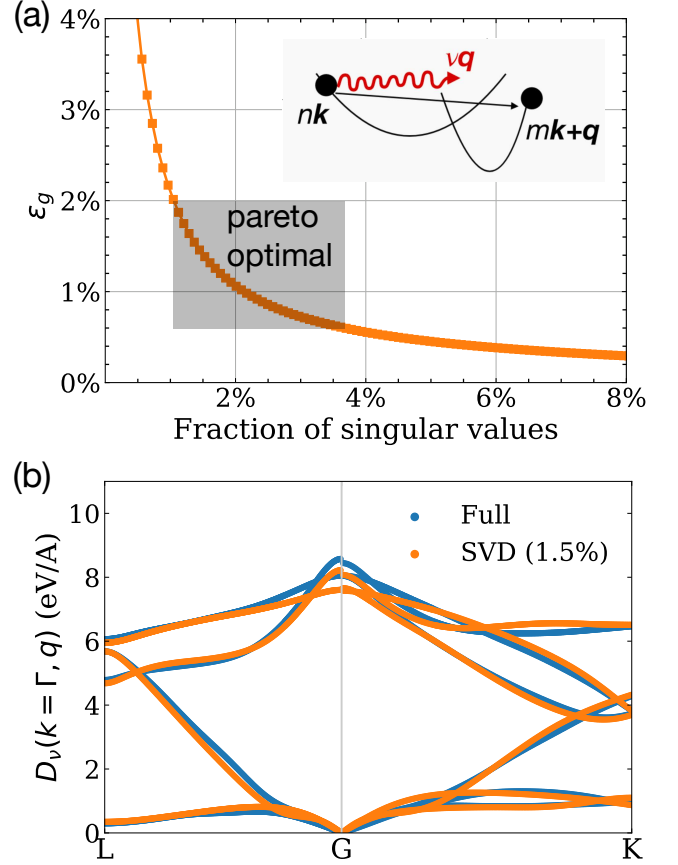 (a)
4%
3%
2%
1%
0%
ε_g
νq
nk
mk+q
pareto
optimal
2% 4% 6% 8%
Fraction of singular values
(b)
D_ν(k = Γ, q) (eV/A)
10
8
6
4
2
0
Full
SVD (1.5%)
L G K